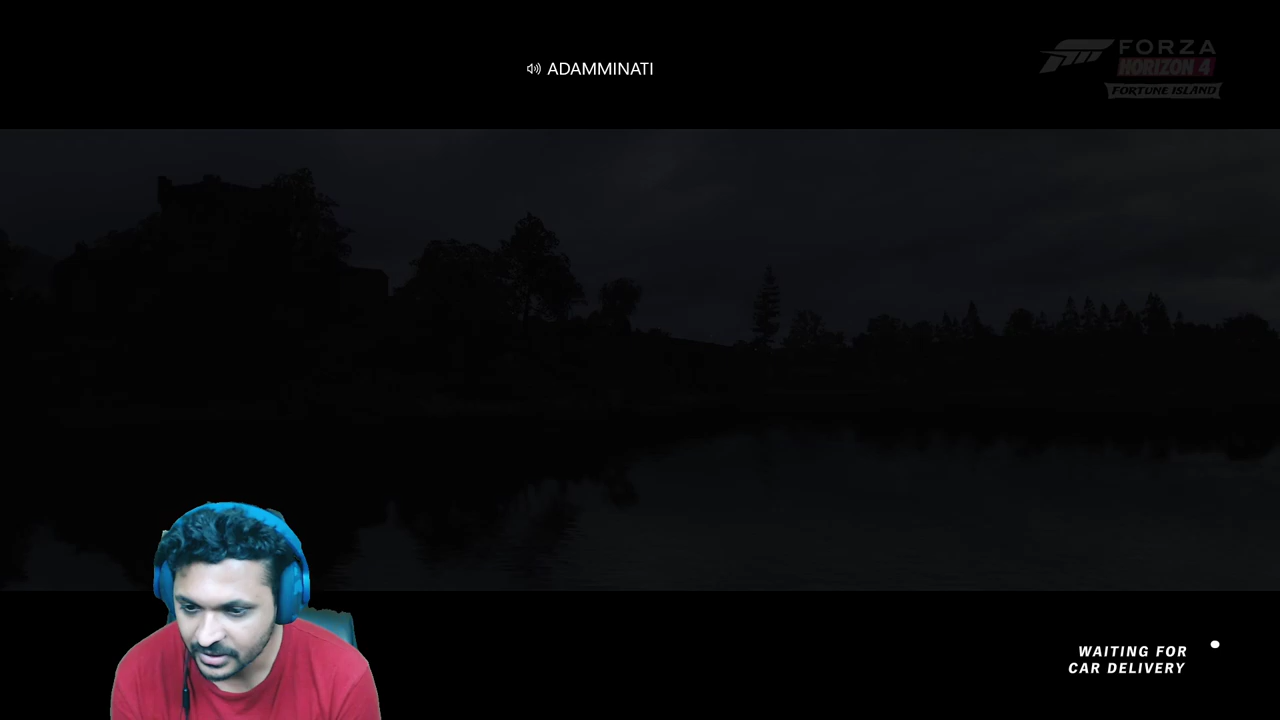 ADAMMINATI
FORZA
HORIZON 4
FORTUNE ISLAND
WAITING FOR
CAR DELIVERY